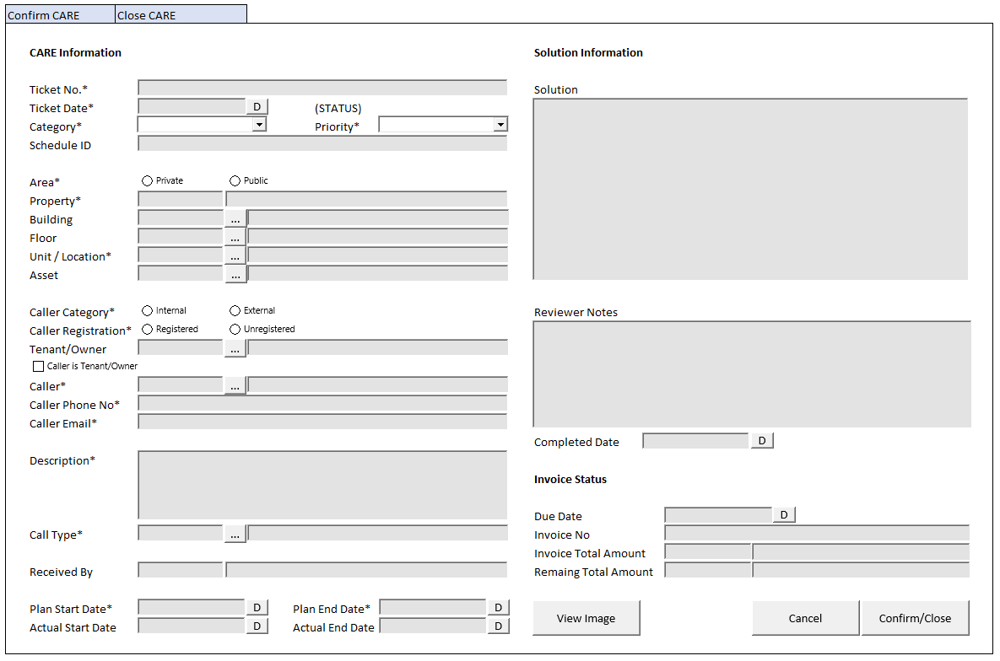 Confirm CARE Close CARE
CARE Information
Ticket No.*
Ticket Date* D (STATUS)
Category* Priority*
Schedule ID
Area* Private Public
Property*
Building ...
Floor ...
Unit / Location* ...
Asset ...
Caller Category* Internal External
Caller Registration* Registered Unregistered
Tenant/Owner ...
Caller is Tenant/Owner
Caller* ...
Caller Phone No*
Caller Email*
Description*
Call Type* ...
Received By
Plan Start Date* D Plan End Date* D
Actual Start Date D Actual End Date D
Solution Information
Solution
Reviewer Notes
Completed Date D
Invoice Status
Due Date D
Invoice No
Invoice Total Amount
Remaing Total Amount
View Image Cancel Confirm/Close